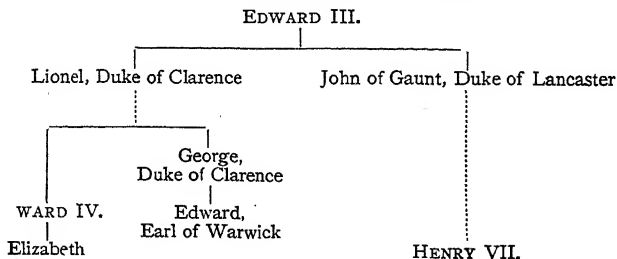 EDWARD III.
Lionel, Duke of Clarence
John of Gaunt, Duke of Lancaster
George,
Duke of Clarence
WARD IV.
Edward,
Earl of Warwick
Elizabeth
HENRY VII.